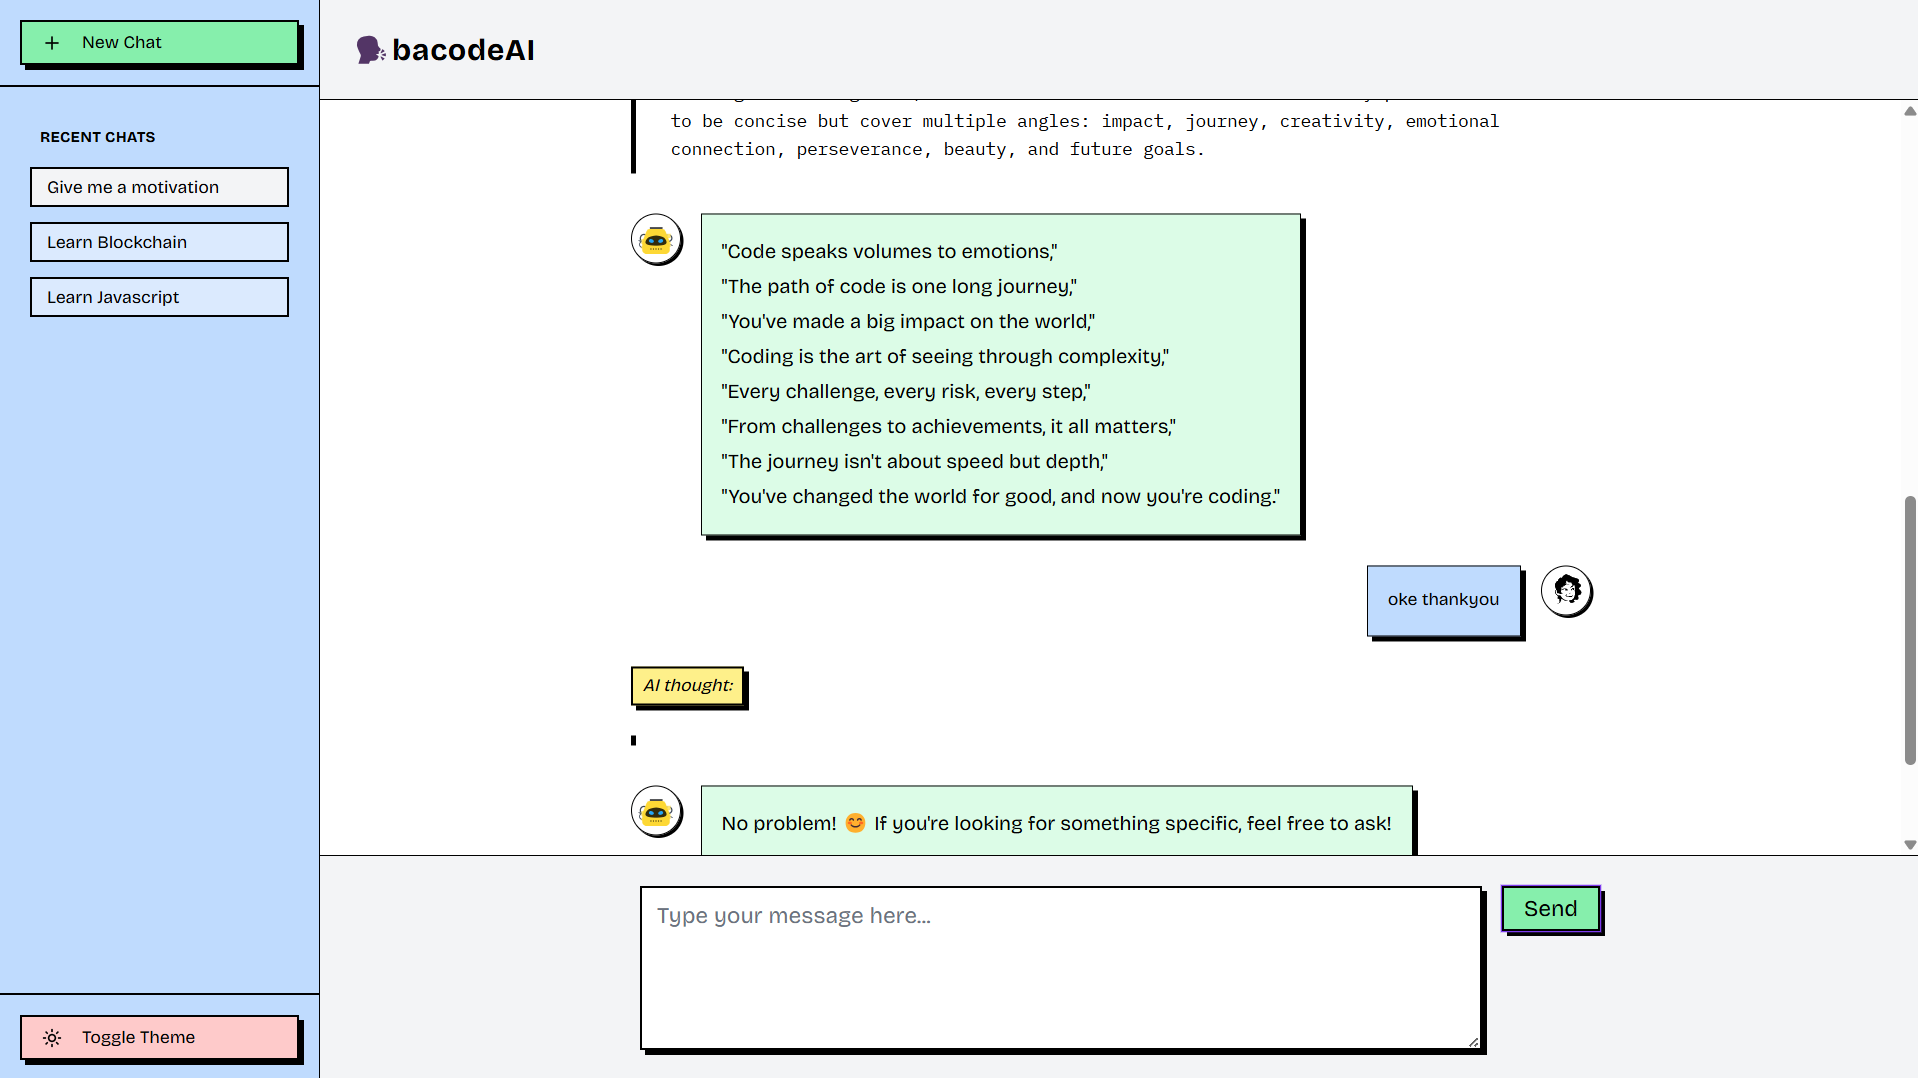 New Chat
RECENT CHATS
Give me a motivation
Learn Blockchain
Learn Javascript
Toggle Theme
bacodeAI
to be concise but cover multiple angles: impact, journey, creativity, emotional
connection, perseverance, beauty, and future goals.
"Code speaks volumes to emotions,"
"The path of code is one long journey,"
"You've made a big impact on the world,"
"Coding is the art of seeing through complexity,"
"Every challenge, every risk, every step,"
"From challenges to achievements, it all matters,"
"The journey isn't about speed but depth,"
"You've changed the world for good, and now you're coding."
oke thankyou
AI thought:
No problem! 😊 If you're looking for something specific, feel free to ask!
Type your message here...
Send